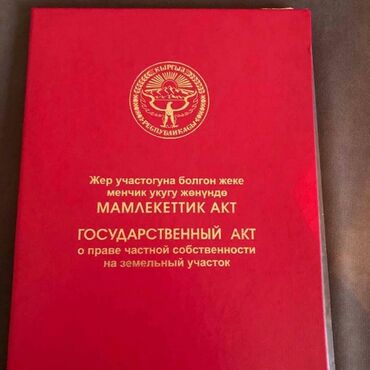 КЫРГЫЗ
РЕСПУБЛИКАСЫ
Жер участогуна болгон жеке
менчик укугу жөнүндө
МАМЛЕКЕТТИК АКТ
ГОСУДАРСТВЕННЫЙ АКТ
о праве частной собственности
на земельный участок